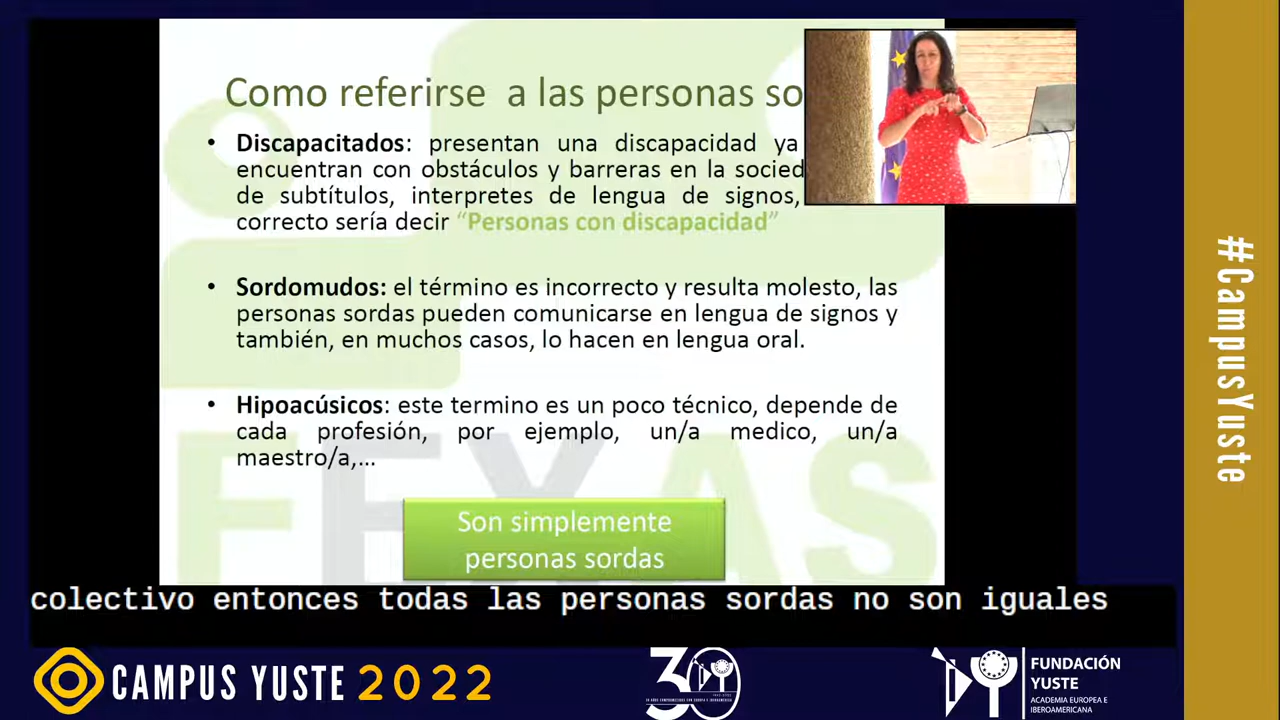 Como referirse a las personas so
• Discapacitados: presentan una discapacidad ya
encuentran con obstáculos y barreras en la socied
de subtítulos, interpretes de lengua de signos,
correcto sería decir “Personas con discapacidad”
• Sordomudos: el término es incorrecto y resulta molesto, las
personas sordas pueden comunicarse en lengua de signos y
también, en muchos casos, lo hacen en lengua oral.
• Hipoacúsicos: este termino es un poco técnico, depende de
cada profesión, por ejemplo, un/a medico, un/a
maestro/a,...
FEXAS
Son simplemente
personas sordas
colectivo entonces todas las personas sordas no son iguales
#CampusYuste
CAMPUS YUSTE 2022
30
FUNDACIÓN
YUSTE
ACADEMIA EUROPEA E
IBEROAMERICANA